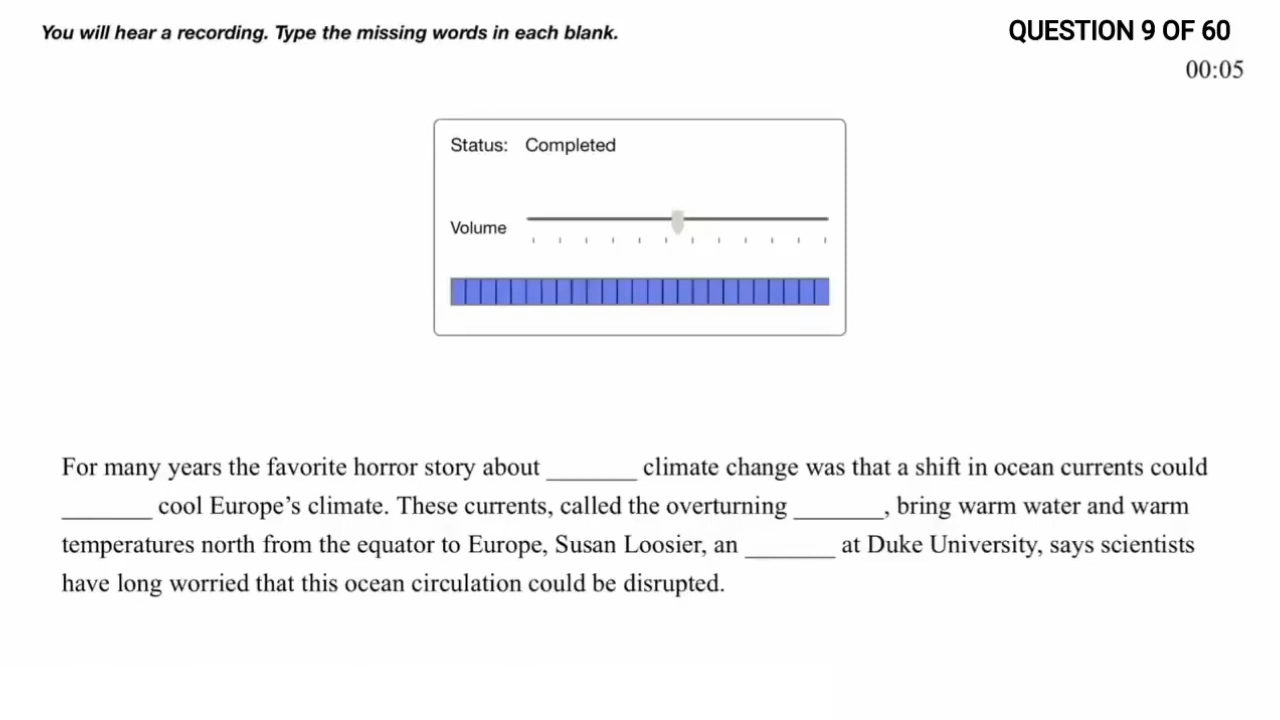 You will hear a recording. Type the missing words in each blank.
QUESTION 9 OF 60
00:05
Status: Completed
Volume
For many years the favorite horror story about _______ climate change was that a shift in ocean currents could
_______ cool Europe’s climate. These currents, called the overturning _______, bring warm water and warm
temperatures north from the equator to Europe, Susan Loosier, an _______ at Duke University, says scientists
have long worried that this ocean circulation could be disrupted.